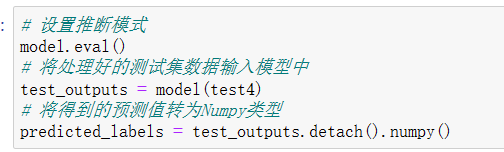 :
# 设置推断模式
model.eval()
# 将处理好的测试集数据输入模型中
test_outputs = model(test4)
# 将得到的预测值转为Numpy类型
predicted_labels = test_outputs.detach().numpy()